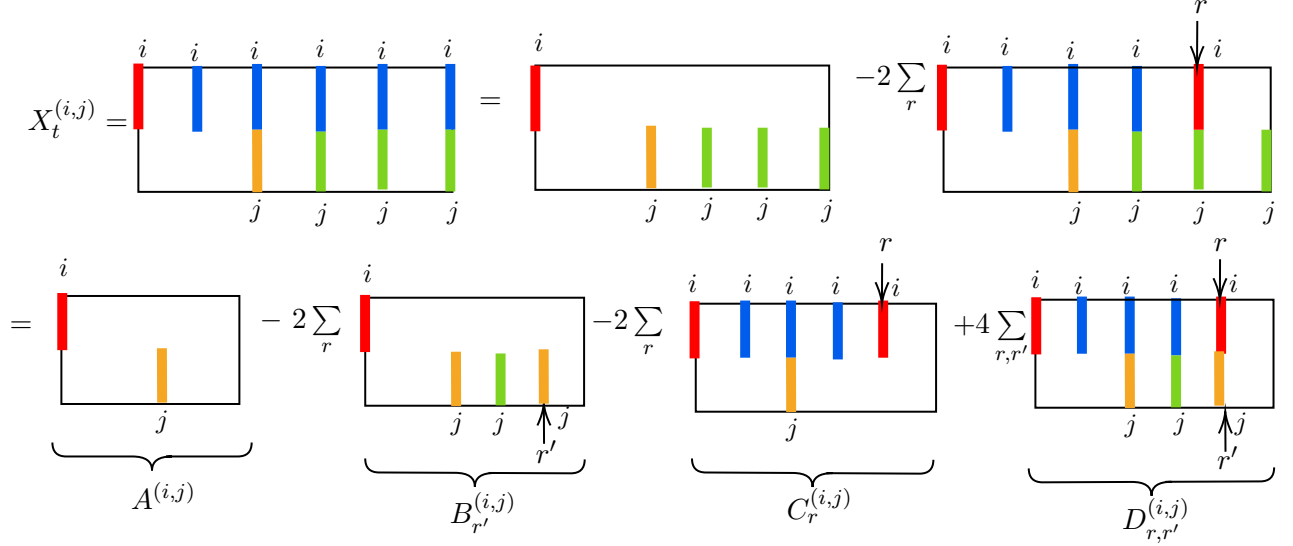 r
i i i i i i i i i i i i
X_t^{(i,j)} = = −2 ∑_r
j j j j j j j j j j j j
r r
i i i i i i i i i i i i
= − 2 ∑_r −2 ∑_r +4 ∑_{r,r'}
j j j j j j j j
r' r'
A^{(i,j)} B_{r'}^{(i,j)} C_r^{(i,j)} D_{r,r'}^{(i,j)}